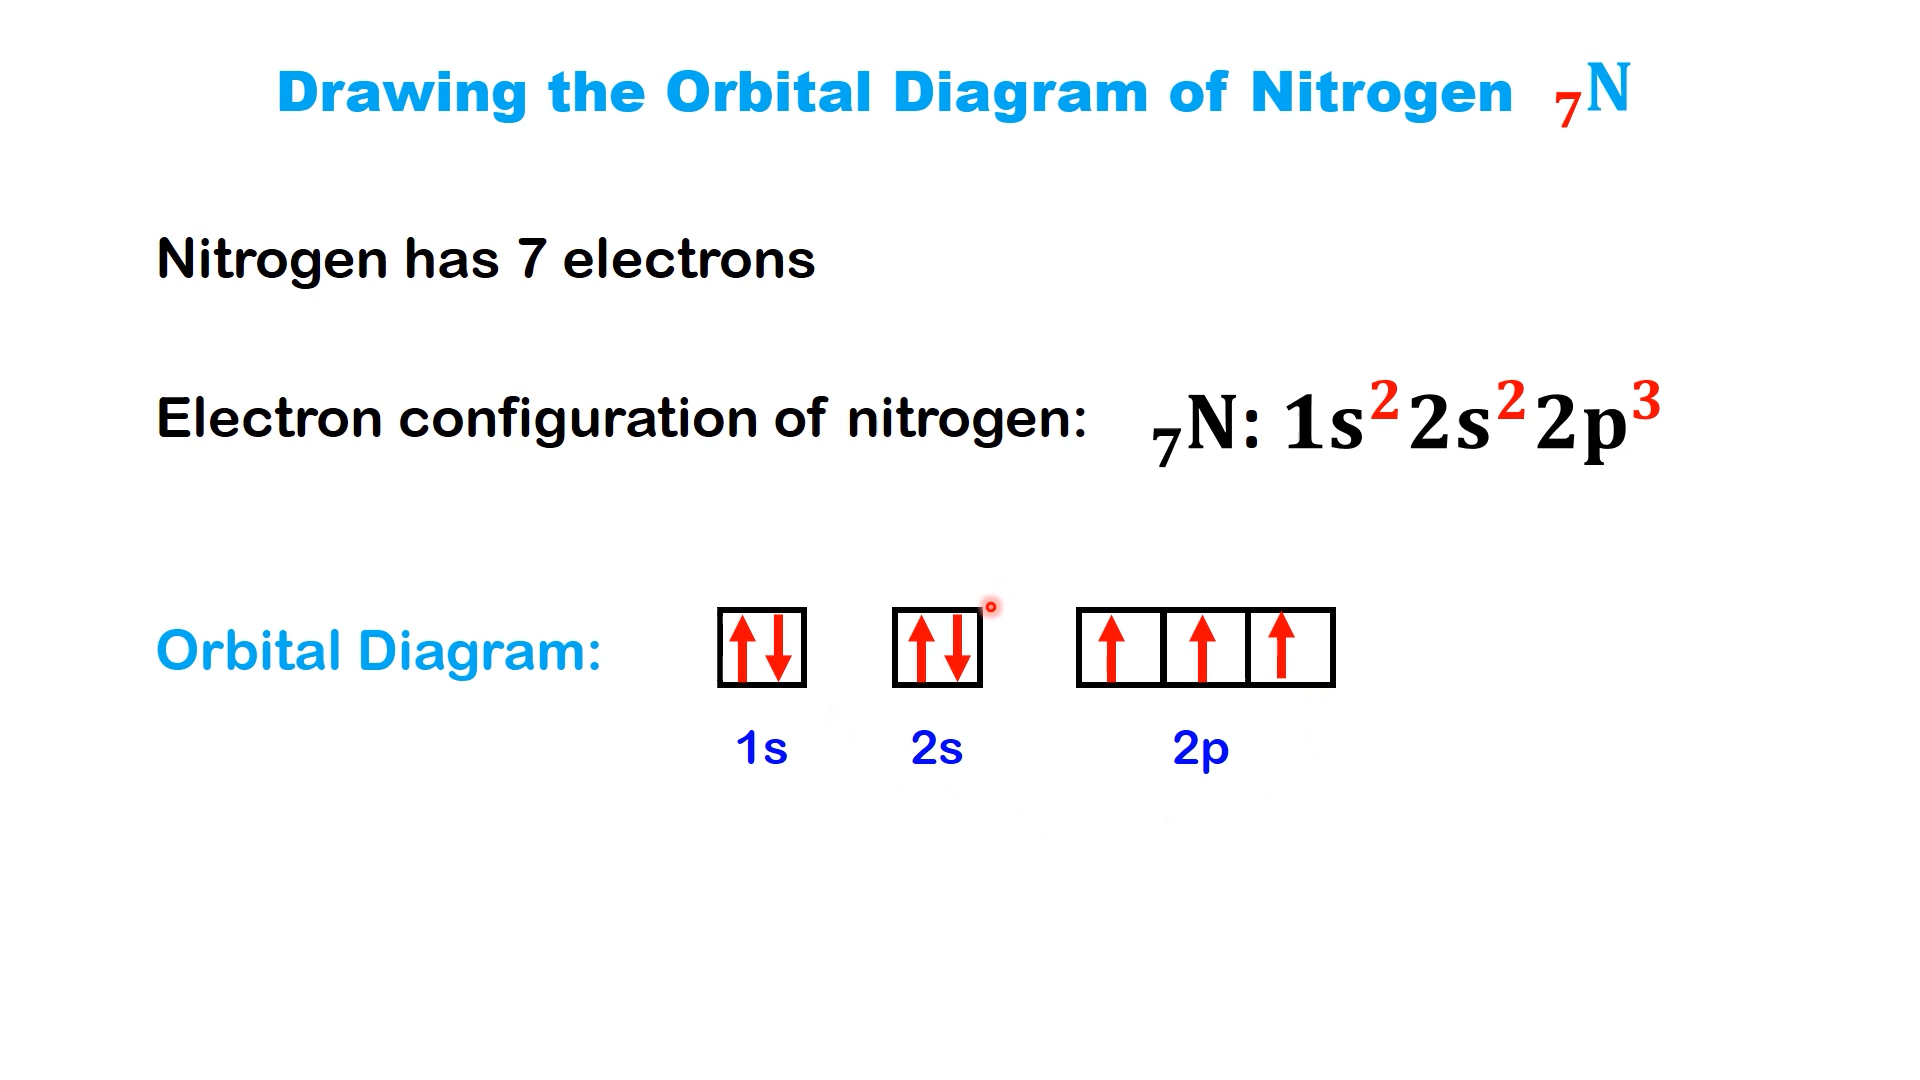 Drawing the Orbital Diagram of Nitrogen ₇N
Nitrogen has 7 electrons
Electron configuration of nitrogen: ₇N: 1s²2s²2p³
Orbital Diagram:
1s 2s 2p